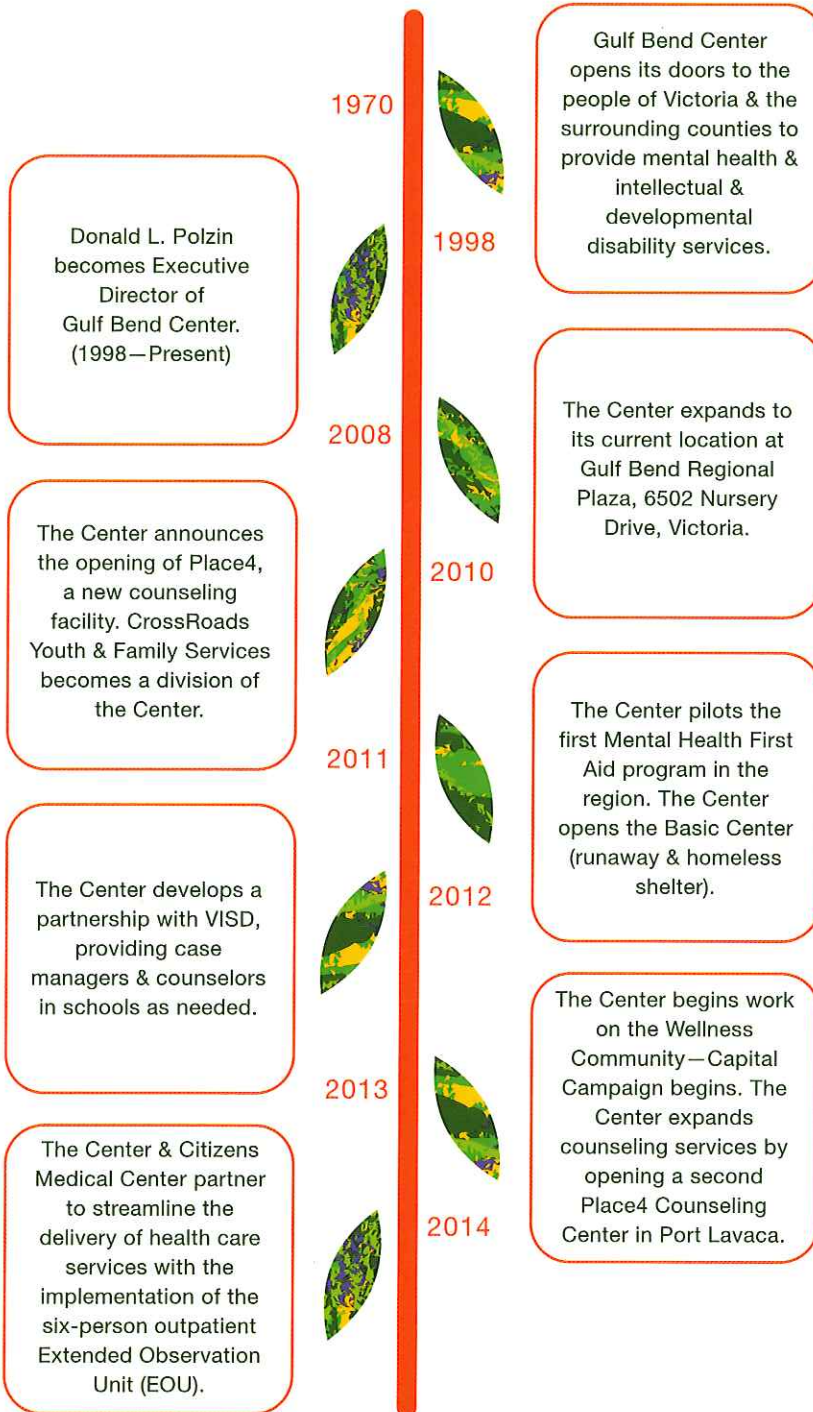 1970
Gulf Bend Center
opens its doors to the
people of Victoria & the
surrounding counties to
provide mental health &
intellectual &
developmental
disability services.
1998
Donald L. Polzin
becomes Executive
Director of
Gulf Bend Center.
(1998—Present)
2008
The Center expands to
its current location at
Gulf Bend Regional
Plaza, 6502 Nursery
Drive, Victoria.
2010
The Center announces
the opening of Place4,
a new counseling
facility. CrossRoads
Youth & Family Services
becomes a division of
the Center.
2011
The Center pilots the
first Mental Health First
Aid program in the
region. The Center
opens the Basic Center
(runaway & homeless
shelter).
2012
The Center develops a
partnership with VISD,
providing case
managers & counselors
in schools as needed.
2013
The Center begins work
on the Wellness
Community—Capital
Campaign begins. The
Center expands
counseling services by
opening a second
Place4 Counseling
Center in Port Lavaca.
2014
The Center & Citizens
Medical Center partner
to streamline the
delivery of health care
services with the
implementation of the
six-person outpatient
Extended Observation
Unit (EOU).